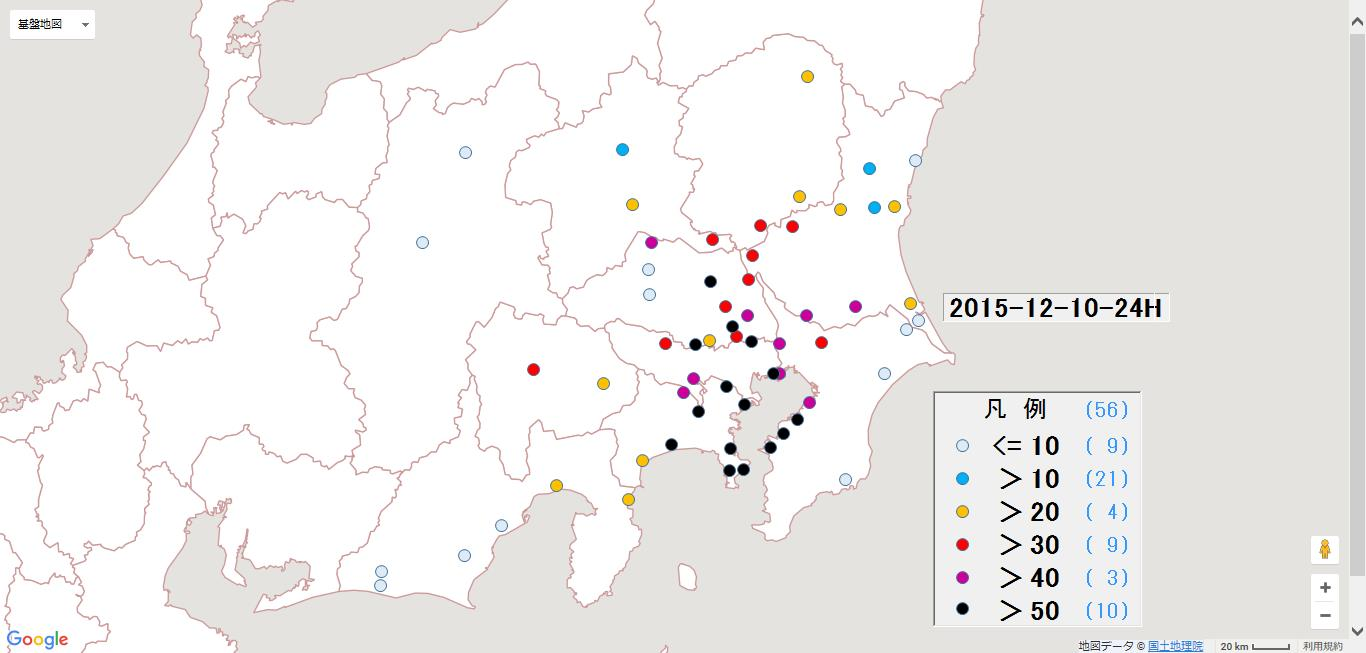 基盤地図
2015-12-10-24H
凡 例 (56)
<= 10 ( 9)
> 10 (21)
> 20 ( 4)
> 30 ( 9)
> 40 ( 3)
> 50 (10)
+
−
Google
地図データ © 国土地理院 20 km 利用規約